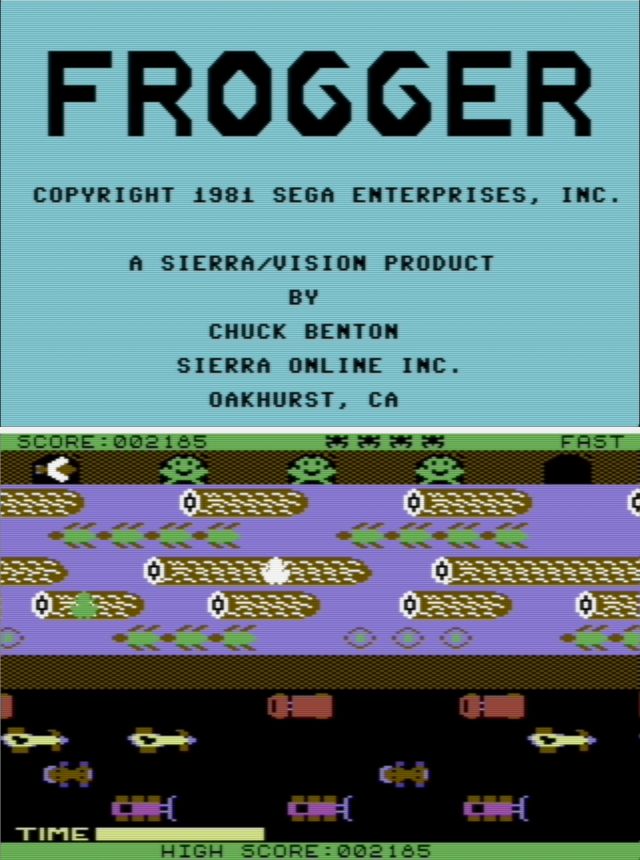 FROGGER
COPYRIGHT 1981 SEGA ENTERPRISES, INC.
A SIERRA/VISION PRODUCT
BY
CHUCK BENTON
SIERRA ONLINE INC.
OAKHURST, CA
SCORE:002185 FAST
TIME
HIGH SCORE:002185